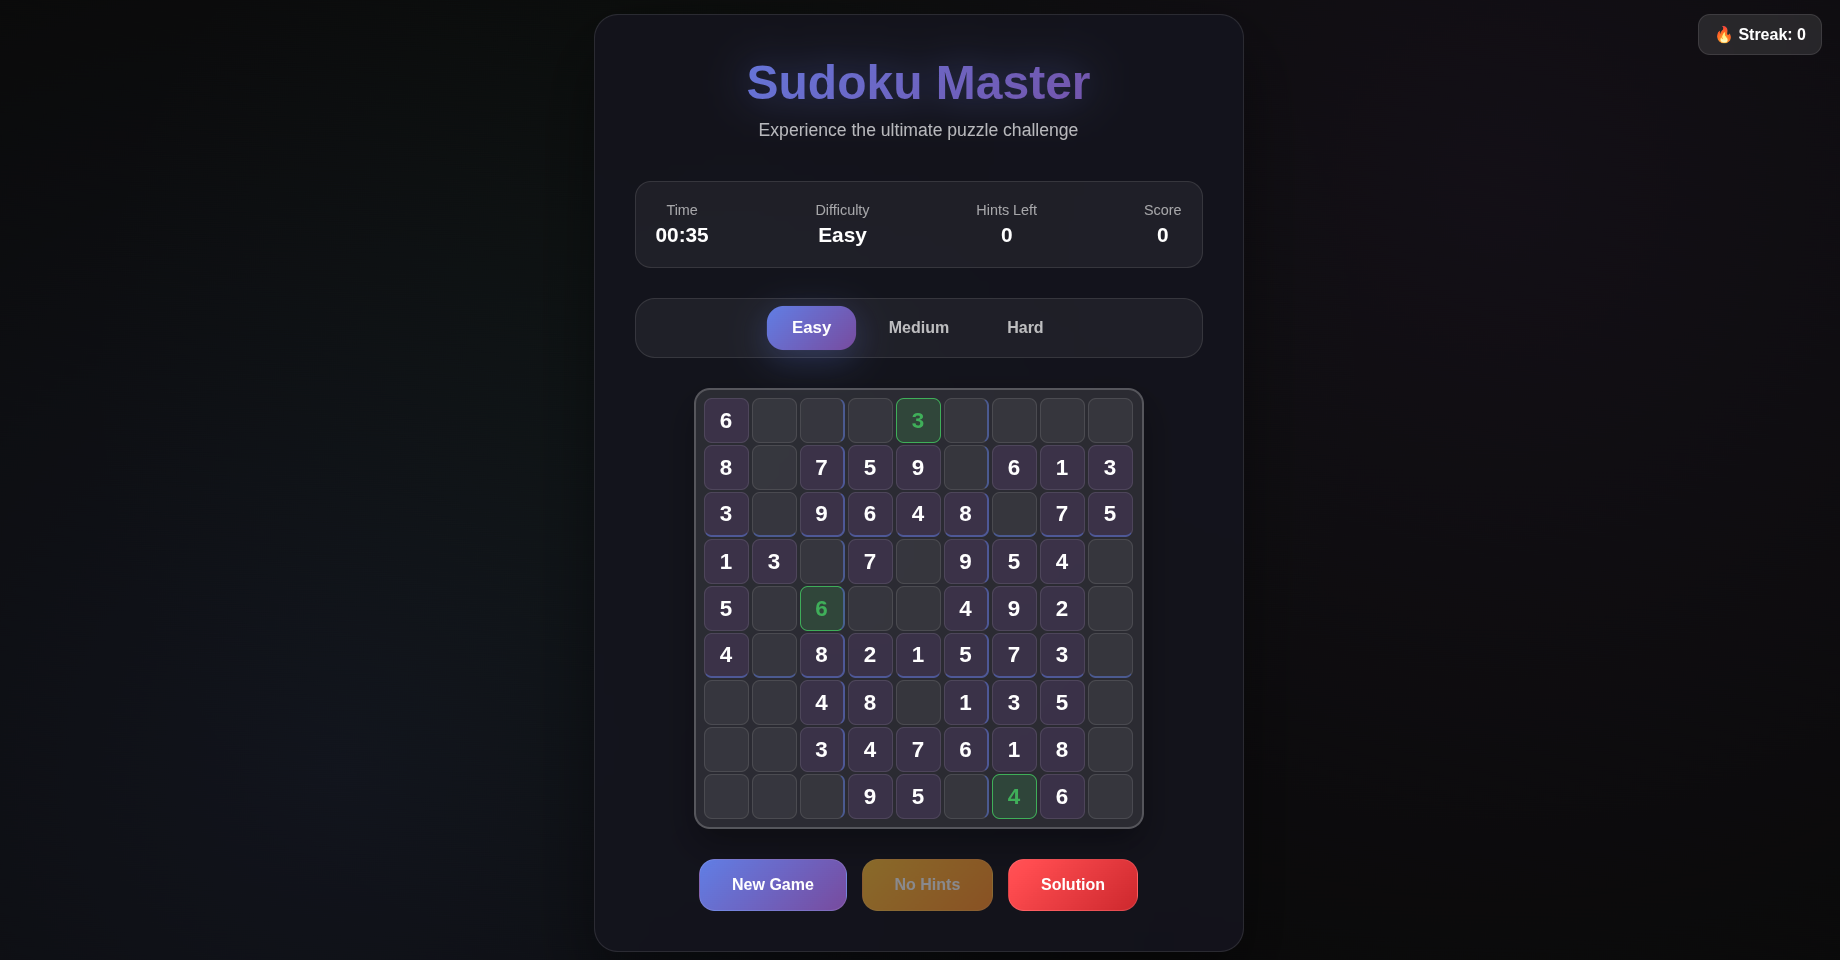 🔥 Streak: 0
Sudoku Master
Experience the ultimate puzzle challenge
Time Difficulty Hints Left Score
00:35 Easy 0 0
Easy Medium Hard
6 3
8 7 5 9 6 1 3
3 9 6 4 8 7 5
1 3 7 9 5 4
5 6 4 9 2
4 8 2 1 5 7 3
4 8 1 3 5
3 4 7 6 1 8
9 5 4 6
New Game No Hints Solution